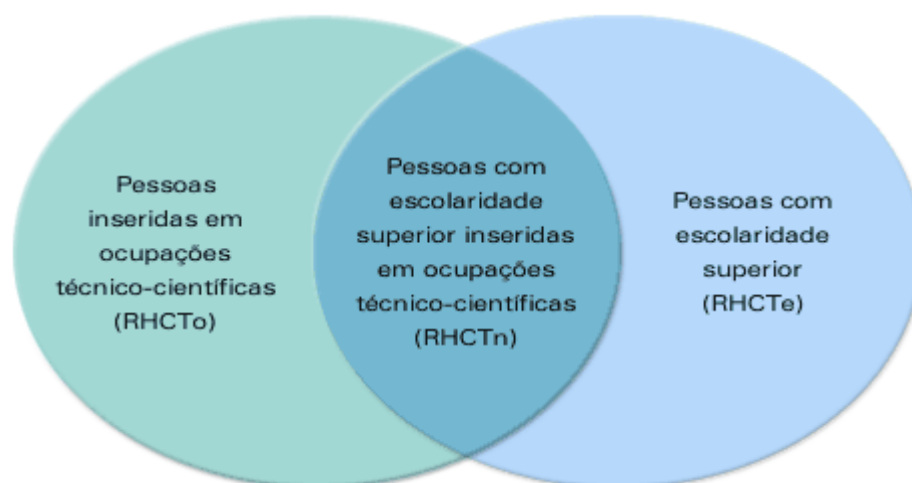 Pessoas
inseridas em
ocupações
técnico-científicas
(RHCTo)
Pessoas com
escolaridade
superior inseridas
em ocupações
técnico-científicas
(RHCTn)
Pessoas com
escolaridade
superior
(RHCTe)